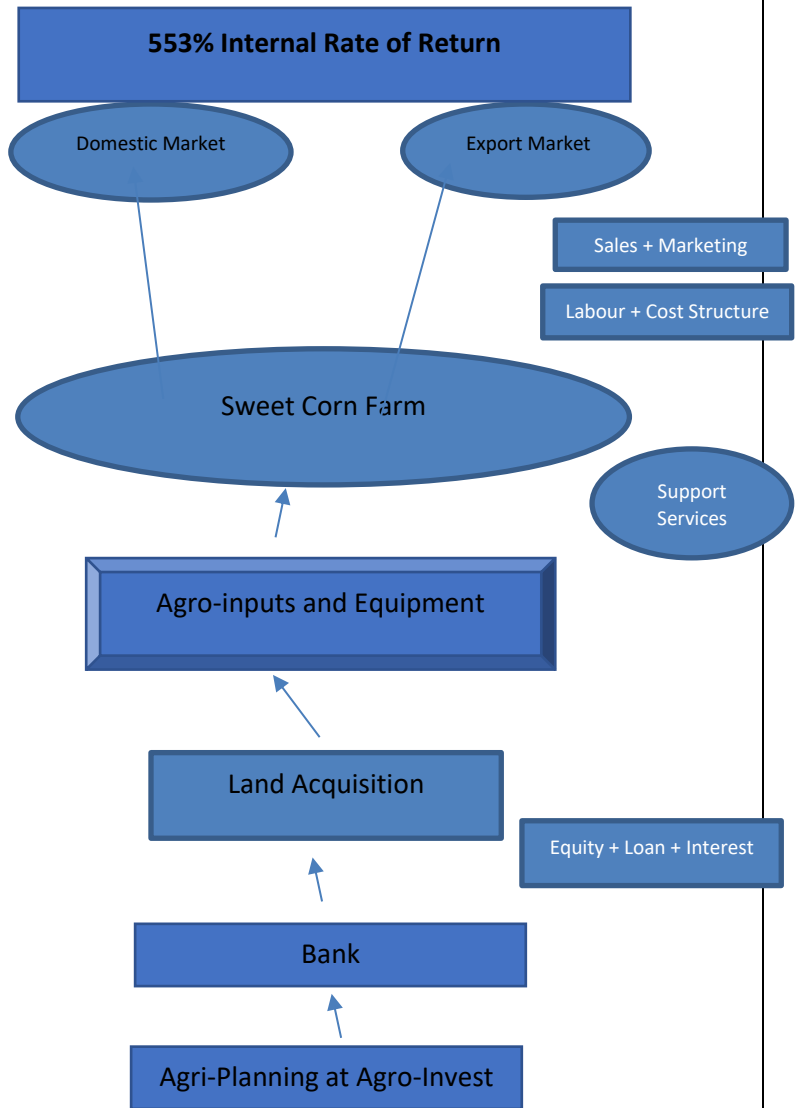 553% Internal Rate of Return
Domestic Market
Export Market
Sales + Marketing
Labour + Cost Structure
Sweet Corn Farm
Support
Services
Agro-inputs and Equipment
Land Acquisition
Equity + Loan + Interest
Bank
Agri-Planning at Agro-Invest